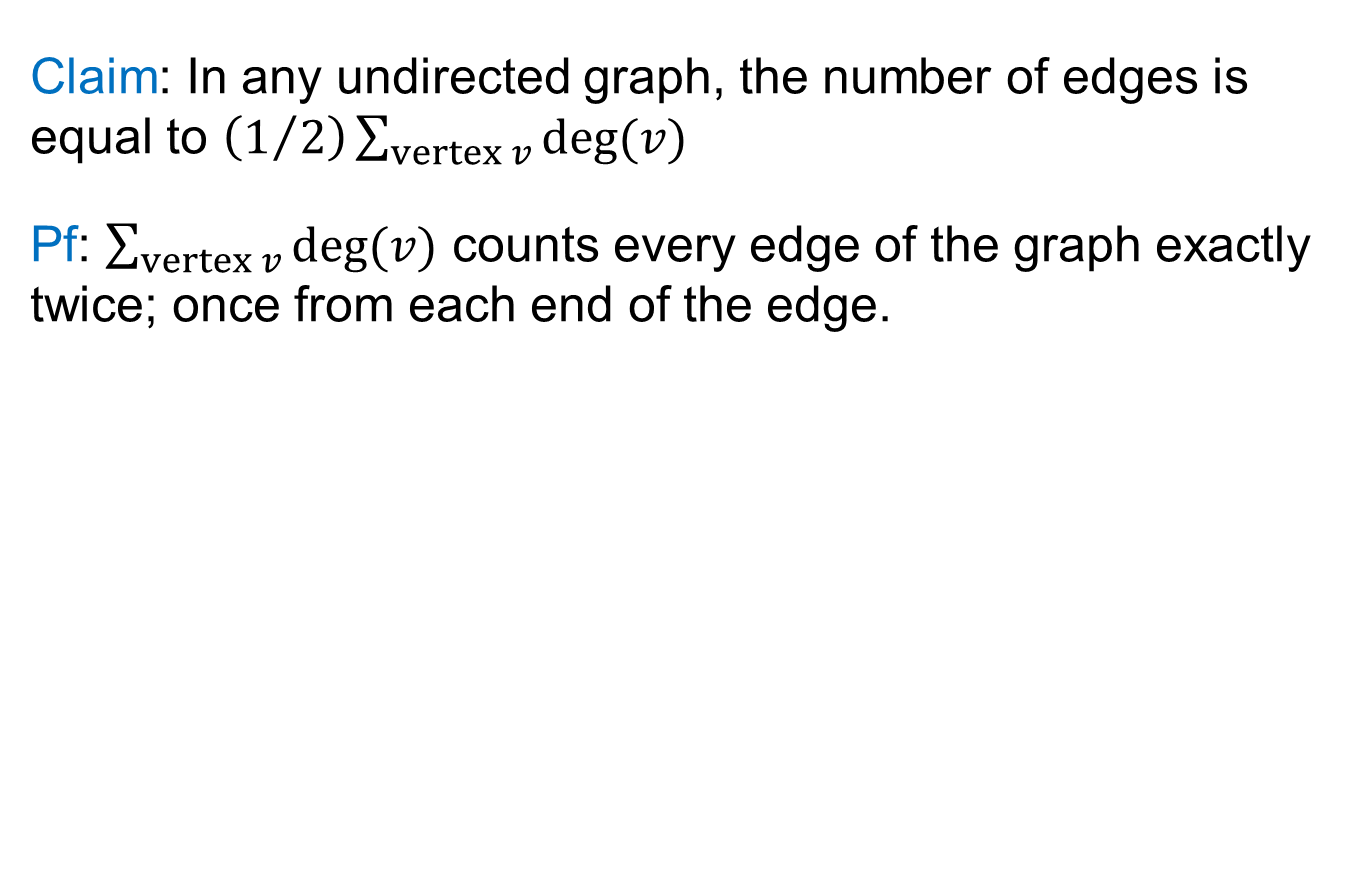 Claim: In any undirected graph, the number of edges is
equal to (1/2) ∑vertex 𝑣 deg(𝑣)
Pf: ∑vertex 𝑣 deg(𝑣) counts every edge of the graph exactly
twice; once from each end of the edge.